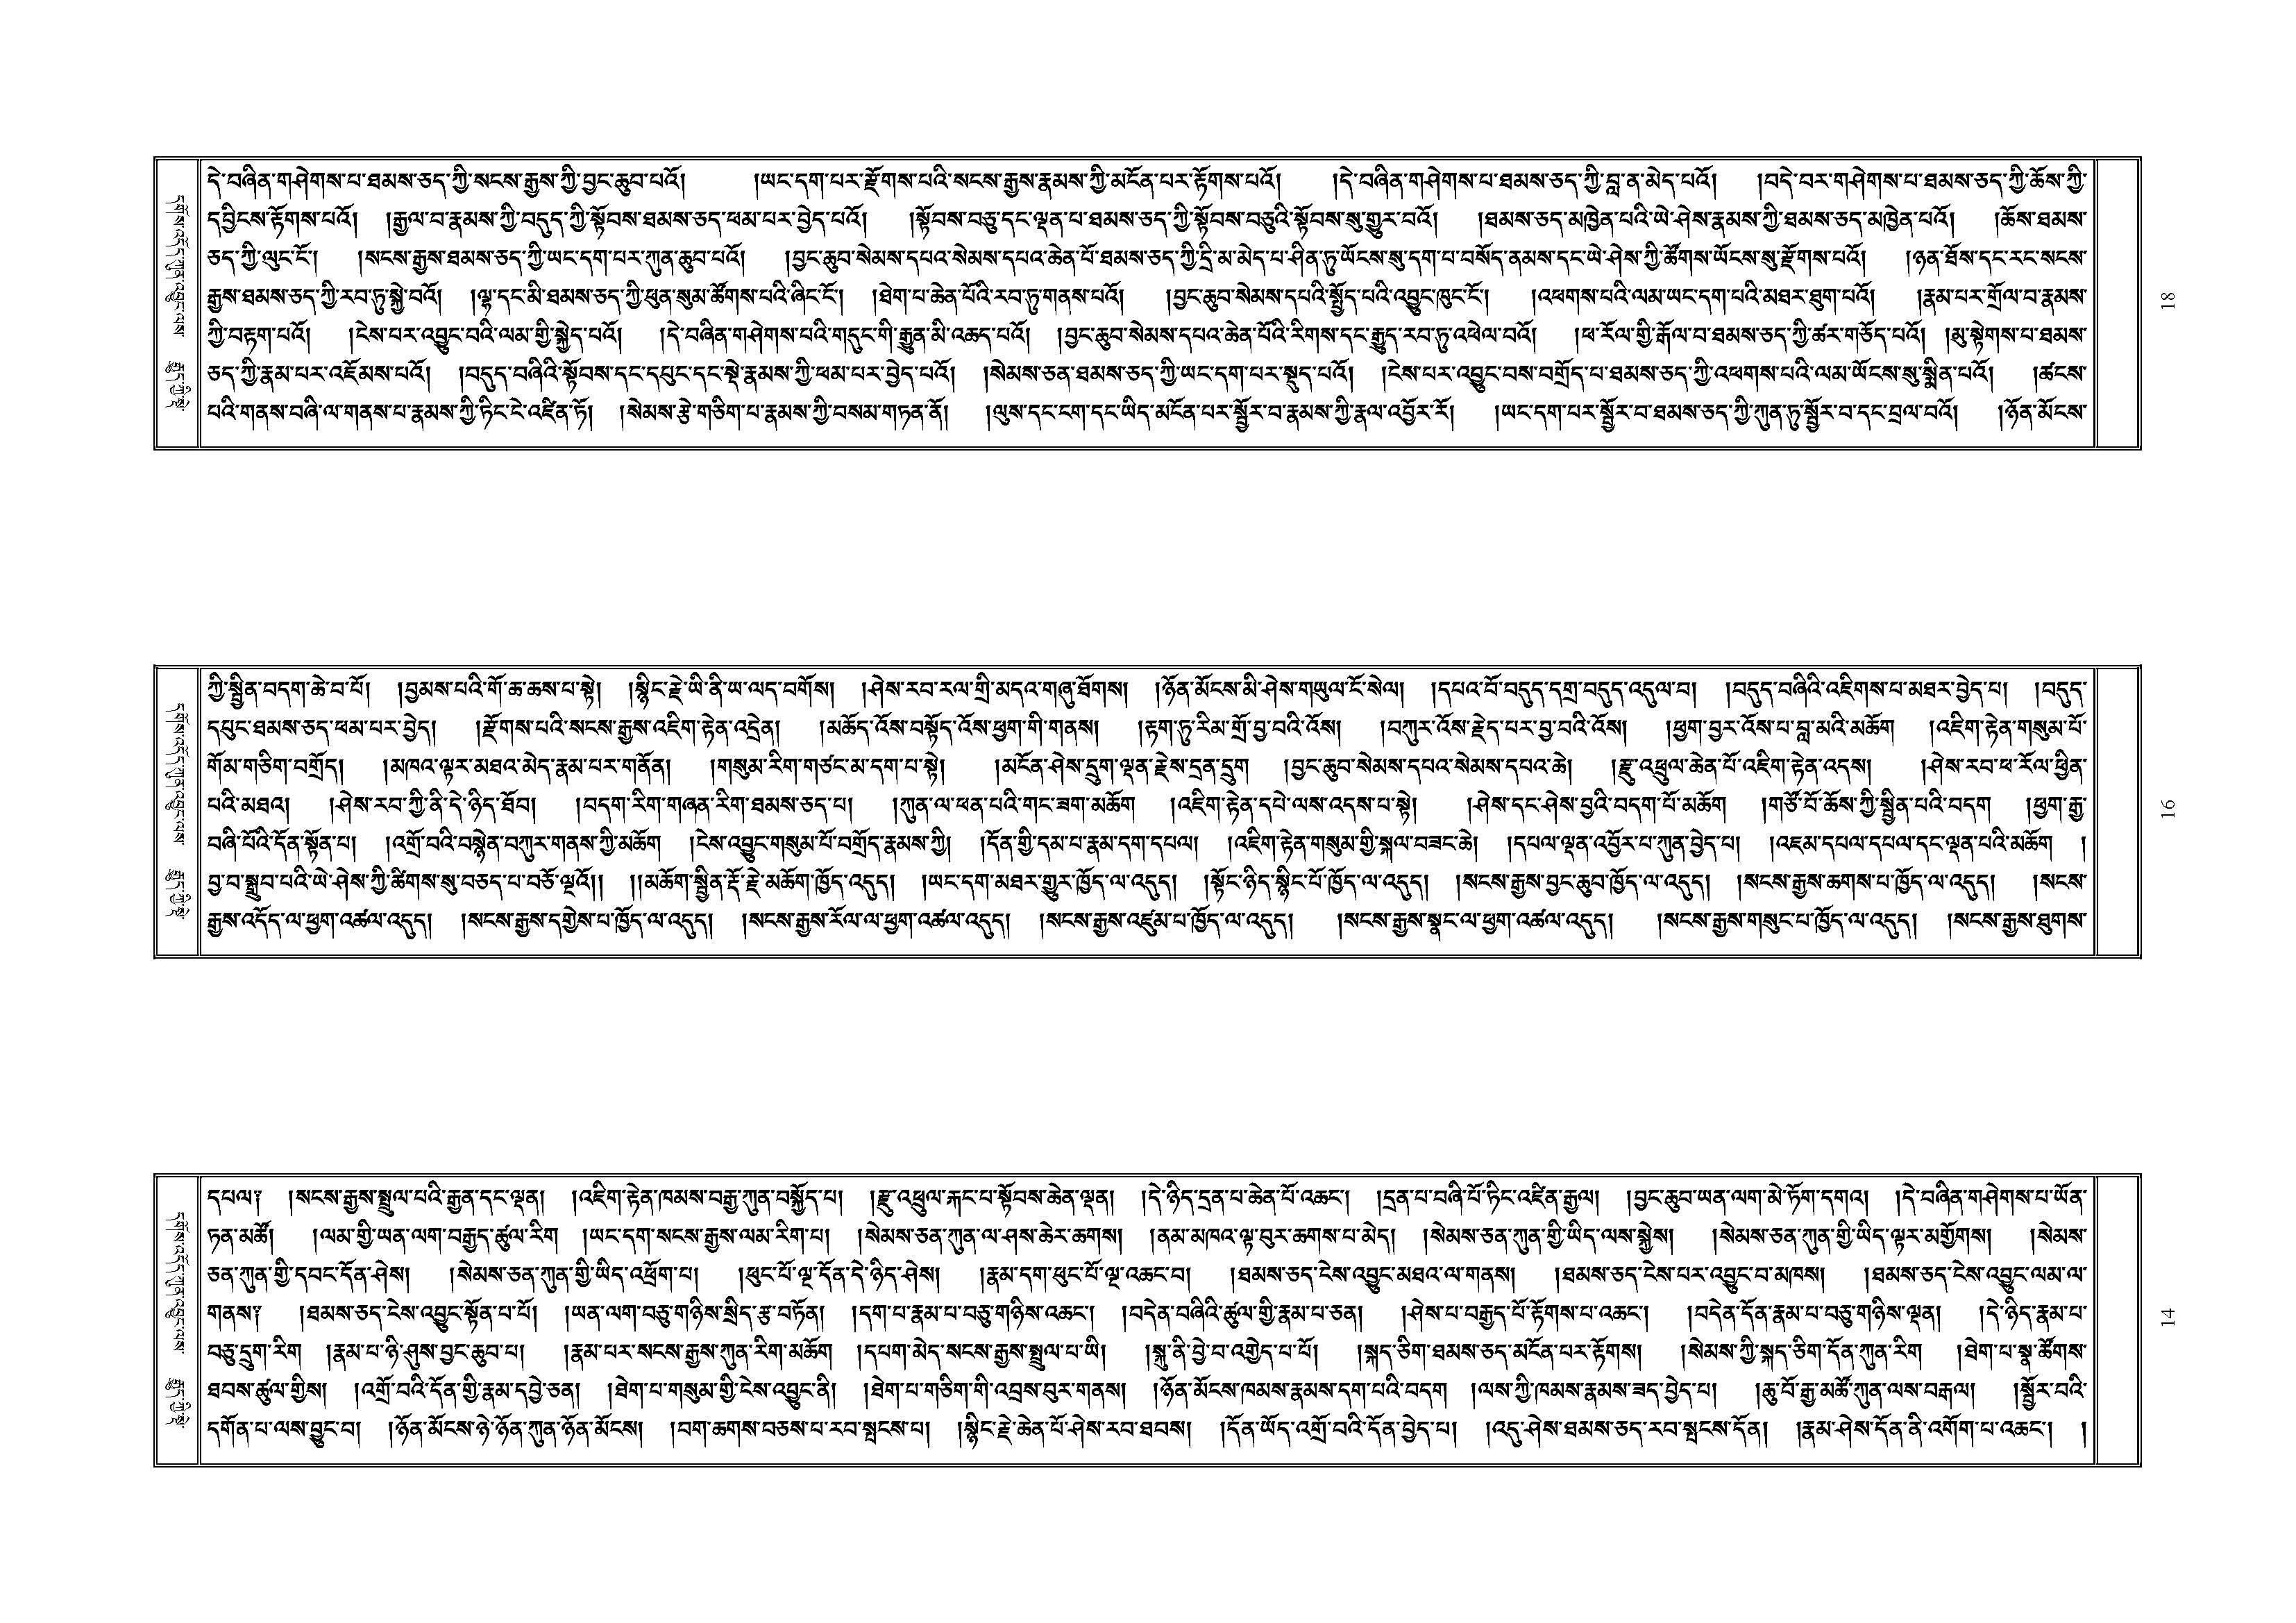 དེ་བཞིན་གཤེགས་པ་ཐམས་ཅད་ཀྱི་སངས་རྒྱས་ཀྱི་བྱང་ཆུབ་པའོ། །ཡང་དག་པར་རྫོགས་པའི་སངས་རྒྱས་རྣམས་ཀྱི་མངོན་པར་རྟོགས་པའོ། །དེ་བཞིན་གཤེགས་པ་ཐམས་ཅད་ཀྱི་བླ་ན་མེད་པའོ། །བདེ་བར་གཤེགས་པ་ཐམས་ཅད་ཀྱི་ཆོས་ཀྱི་
དབྱིངས་རྟོགས་པའོ། །རྒྱལ་བ་རྣམས་ཀྱི་བདུད་ཀྱི་སྟོབས་ཐམས་ཅད་ཕམ་པར་བྱེད་པའོ། །སྟོབས་བཅུ་དང་ལྡན་པ་ཐམས་ཅད་ཀྱི་སྟོབས་བཅུའི་སྟོབས་སུ་གྱུར་བའོ། །ཐམས་ཅད་མཁྱེན་པའི་ཡེ་ཤེས་རྣམས་ཀྱི་ཐམས་ཅད་མཁྱེན་པའོ། །ཆོས་ཐམས་
ཅད་ཀྱི་ལུང་ངོ་། །སངས་རྒྱས་ཐམས་ཅད་ཀྱི་ཡང་དག་པར་ཀུན་ཆུབ་པའོ། །བྱང་ཆུབ་སེམས་དཔའ་སེམས་དཔའ་ཆེན་པོ་ཐམས་ཅད་ཀྱི་དྲི་མ་མེད་པ་ཤིན་ཏུ་ཡོངས་སུ་དག་པ་བསོད་ནམས་དང་ཡེ་ཤེས་ཀྱི་ཚོགས་ཡོངས་སུ་རྫོགས་པའོ། །ཉན་ཐོས་དང་རང་སངས་
རྒྱས་ཐམས་ཅད་ཀྱི་རབ་ཏུ་སྐྱེ་བའོ། །ལྷ་དང་མི་ཐམས་ཅད་ཀྱི་ཕུན་སུམ་ཚོགས་པའི་ཞིང་ངོ་། །ཐེག་པ་ཆེན་པོའི་རབ་ཏུ་གནས་པའོ། །བྱང་ཆུབ་སེམས་དཔའི་སྤྱོད་པའི་འབྱུང་ཁུང་ངོ་། །འཕགས་པའི་ལམ་ཡང་དག་པའི་མཐར་ཐུག་པའོ། །རྣམ་པར་གྲོལ་བ་རྣམས་
ཀྱི་བརྟག་པའོ། །ངེས་པར་འབྱུང་བའི་ལམ་གྱི་སྐྱེད་པའོ། །དེ་བཞིན་གཤེགས་པའི་གདུང་གི་རྒྱུན་མི་འཆད་པའོ། །བྱང་ཆུབ་སེམས་དཔའ་ཆེན་པོའི་རིགས་དང་རྒྱུད་རབ་ཏུ་འཕེལ་བའོ། །ཕ་རོལ་གྱི་རྒོལ་བ་ཐམས་ཅད་ཀྱི་ཚར་གཅོད་པའོ། །མུ་སྟེགས་པ་ཐམས་
ཅད་ཀྱི་རྣམ་པར་འཇོམས་པའོ། །བདུད་བཞིའི་སྟོབས་དང་དཔུང་དང་སྡེ་རྣམས་ཀྱི་ཕམ་པར་བྱེད་པའོ། །སེམས་ཅན་ཐམས་ཅད་ཀྱི་ཡང་དག་པར་སྡུད་པའོ། །ངེས་པར་འབྱུང་བས་བགྲོད་པ་ཐམས་ཅད་ཀྱི་འཕགས་པའི་ལམ་ཡོངས་སུ་སྨིན་པའོ། །ཚངས་
པའི་གནས་བཞི་ལ་གནས་པ་རྣམས་ཀྱི་ཏིང་ངེ་འཛིན་ཏོ། །སེམས་རྩེ་གཅིག་པ་རྣམས་ཀྱི་བསམ་གཏན་ནོ། །ལུས་དང་ངག་དང་ཡིད་མངོན་པར་སྦྱོར་བ་རྣམས་ཀྱི་རྣལ་འབྱོར་རོ། །ཡང་དག་པར་སྦྱོར་བ་ཐམས་ཅད་ཀྱི་ཀུན་ཏུ་སྦྱོར་བ་དང་བྲལ་བའོ། །ཉོན་མོངས་
དགོས་འདོད་ཀུན་འབྱུང་ལས་ རྒྱུད་ཀྱི་སྡེ་
18
ཀྱི་སྦྱིན་བདག་ཆེ་བ་པོ། །བྱམས་པའི་གོ་ཆ་ཆས་པ་སྟེ། །སྙིང་རྗེ་ཡི་ནི་ཡ་ལད་བགོས། །ཤེས་རབ་རལ་གྲི་མདའ་གཞུ་ཐོགས། །ཉོན་མོངས་མི་ཤེས་གཡུལ་ངོ་སེལ། །དཔའ་བོ་བདུད་དགྲ་བདུད་འདུལ་བ། །བདུད་བཞིའི་འཇིགས་པ་མཐར་བྱེད་པ། །བདུད་
དཔུང་ཐམས་ཅད་ཕམ་པར་བྱེད། །རྫོགས་པའི་སངས་རྒྱས་འཇིག་རྟེན་འདྲེན། །མཆོད་འོས་བསྟོད་འོས་ཕྱག་གི་གནས། །རྟག་ཏུ་རིམ་གྲོ་བྱ་བའི་འོས། །བཀུར་འོས་རྗེད་པར་བྱ་བའི་འོས། །ཕྱག་བྱར་འོས་པ་བླ་མའི་མཆོག །འཇིག་རྟེན་གསུམ་པོ་
གོམ་གཅིག་བགྲོད། །མཁའ་ལྟར་མཐའ་མེད་རྣམ་པར་གནོན། །གསུམ་རིག་གཙང་མ་དག་པ་སྟེ། །མངོན་ཤེས་དྲུག་ལྡན་རྗེས་དྲན་དྲུག །བྱང་ཆུབ་སེམས་དཔའ་སེམས་དཔའ་ཆེ། །རྫུ་འཕྲུལ་ཆེན་པོ་འཇིག་རྟེན་འདས། །ཤེས་རབ་ཕ་རོལ་ཕྱིན་
པའི་མཐའ། །ཤེས་རབ་ཀྱི་ནི་དེ་ཉིད་ཐོབ། །བདག་རིག་གཞན་རིག་ཐམས་ཅད་པ། །ཀུན་ལ་ཕན་པའི་གང་ཟག་མཆོག །འཇིག་རྟེན་དཔེ་ལས་འདས་པ་སྟེ། །ཤེས་དང་ཤེས་བྱའི་བདག་པོ་མཆོག །གཙོ་བོ་ཆོས་ཀྱི་སྦྱིན་པའི་བདག །ཕྱག་རྒྱ་
བཞི་པོའི་དོན་སྟོན་པ། །འགྲོ་བའི་བསྙེན་བཀུར་གནས་ཀྱི་མཆོག །ངེས་འབྱུང་གསུམ་པོ་བགྲོད་རྣམས་ཀྱི། །དོན་གྱི་དམ་པ་རྣམ་དག་དཔལ། །འཇིག་རྟེན་གསུམ་གྱི་སྐལ་བཟང་ཆེ། །དཔལ་ལྡན་འབྱོར་པ་ཀུན་བྱེད་པ། །འཇམ་དཔལ་དཔལ་དང་ལྡན་པའི་མཆོག །
བྱ་བ་སྒྲུབ་པའི་ཡེ་ཤེས་ཀྱི་ཚིགས་སུ་བཅད་པ་བཅོ་ལྔའོ།། །།མཆོག་སྦྱིན་རྡོ་རྗེ་མཆོག་ཁྱོད་འདུད། །ཡང་དག་མཐར་གྱུར་ཁྱོད་ལ་འདུད། །སྟོང་ཉིད་སྙིང་པོ་ཁྱོད་ལ་འདུད། །སངས་རྒྱས་བྱང་ཆུབ་ཁྱོད་ལ་འདུད། །སངས་རྒྱས་ཆགས་པ་ཁྱོད་ལ་འདུད། །སངས་
རྒྱས་འདོད་ལ་ཕྱག་འཚལ་འདུད། །སངས་རྒྱས་དགྱེས་པ་ཁྱོད་ལ་འདུད། །སངས་རྒྱས་རོལ་ལ་ཕྱག་འཚལ་འདུད། །སངས་རྒྱས་འཛུམ་པ་ཁྱོད་ལ་འདུད། །སངས་རྒྱས་སྣང་ལ་ཕྱག་འཚལ་འདུད། །སངས་རྒྱས་གསུང་པ་ཁྱོད་ལ་འདུད། །སངས་རྒྱས་ཐུགས་
དགོས་འདོད་ཀུན་འབྱུང་ལས་ རྒྱུད་ཀྱི་སྡེ་
16
དཔལ༑ །སངས་རྒྱས་སྤྲུལ་པའི་རྒྱན་དང་ལྡན། །འཇིག་རྟེན་ཁམས་བརྒྱ་ཀུན་བསྐྱོད་པ། །རྫུ་འཕྲུལ་རྐང་པ་སྟོབས་ཆེན་ལྡན། །དེ་ཉིད་དྲན་པ་ཆེན་པོ་འཆང་། །དྲན་པ་བཞི་པོ་ཏིང་འཛིན་རྒྱལ། །བྱང་ཆུབ་ཡན་ལག་མེ་ཏོག་དགའ། །དེ་བཞིན་གཤེགས་པ་ཡོན་
ཏན་མཚོ། །ལམ་གྱི་ཡན་ལག་བརྒྱད་ཚུལ་རིག །ཡང་དག་སངས་རྒྱས་ལམ་རིག་པ། །སེམས་ཅན་ཀུན་ལ་ཤས་ཆེར་ཆགས། །ནམ་མཁའ་ལྟ་བུར་ཆགས་པ་མེད། །སེམས་ཅན་ཀུན་གྱི་ཡིད་ལས་སྐྱེས། །སེམས་ཅན་ཀུན་གྱི་ཡིད་ལྟར་མགྱོགས། །སེམས་
ཅན་ཀུན་གྱི་དབང་དོན་ཤེས། །སེམས་ཅན་ཀུན་གྱི་ཡིད་འཕྲོག་པ། །ཕུང་པོ་ལྔ་དོན་དེ་ཉིད་ཤེས། །རྣམ་དག་ཕུང་པོ་ལྔ་འཆང་བ། །ཐམས་ཅད་ངེས་འབྱུང་མཐའ་ལ་གནས། །ཐམས་ཅད་ངེས་པར་འབྱུང་བ་མཁས། །ཐམས་ཅད་ངེས་འབྱུང་ལམ་ལ་
གནས༑ །ཐམས་ཅད་ངེས་འབྱུང་སྟོན་པ་པོ། །ཡན་ལག་བཅུ་གཉིས་སྲིད་རྩ་བཏོན། །དག་པ་རྣམ་པ་བཅུ་གཉིས་འཆང་། །བདེན་བཞིའི་ཚུལ་གྱི་རྣམ་པ་ཅན། །ཤེས་པ་བརྒྱད་པོ་རྟོགས་པ་འཆང་། །བདེན་དོན་རྣམ་པ་བཅུ་གཉིས་ལྡན། །དེ་ཉིད་རྣམ་པ་
བཅུ་དྲུག་རིག །རྣམ་པ་ཉི་ཤུས་བྱང་ཆུབ་པ། །རྣམ་པར་སངས་རྒྱས་ཀུན་རིག་མཆོག །དཔག་མེད་སངས་རྒྱས་སྤྲུལ་པ་ཡི། །སྐུ་ནི་བྱེ་བ་འགྱེད་པ་པོ། །སྐད་ཅིག་ཐམས་ཅད་མངོན་པར་རྟོགས། །སེམས་ཀྱི་སྐད་ཅིག་དོན་ཀུན་རིག །ཐེག་པ་སྣ་ཚོགས་
ཐབས་ཚུལ་གྱིས། །འགྲོ་བའི་དོན་གྱི་རྣམ་དབྱེ་ཅན། །ཐེག་པ་གསུམ་གྱི་ངེས་འབྱུང་ནི། །ཐེག་པ་གཅིག་གི་འབྲས་བུར་གནས། །ཉོན་མོངས་ཁམས་རྣམས་དག་པའི་བདག །ལས་ཀྱི་ཁམས་རྣམས་ཟད་བྱེད་པ། །ཆུ་བོ་རྒྱ་མཚོ་ཀུན་ལས་བརྒལ། །སྦྱོར་བའི་
དགོན་པ་ལས་བྱུང་བ། །ཉོན་མོངས་ཉེ་ཉོན་ཀུན་ཉོན་མོངས། །བག་ཆགས་བཅས་པ་རབ་སྤངས་པ། །སྙིང་རྗེ་ཆེན་པོ་ཤེས་རབ་ཐབས། །དོན་ཡོད་འགྲོ་བའི་དོན་བྱེད་པ། །འདུ་ཤེས་ཐམས་ཅད་རབ་སྤངས་དོན། །རྣམ་ཤེས་དོན་ནི་འགོག་པ་འཆང་། །
དགོས་འདོད་ཀུན་འབྱུང་ལས་ རྒྱུད་ཀྱི་སྡེ་
14